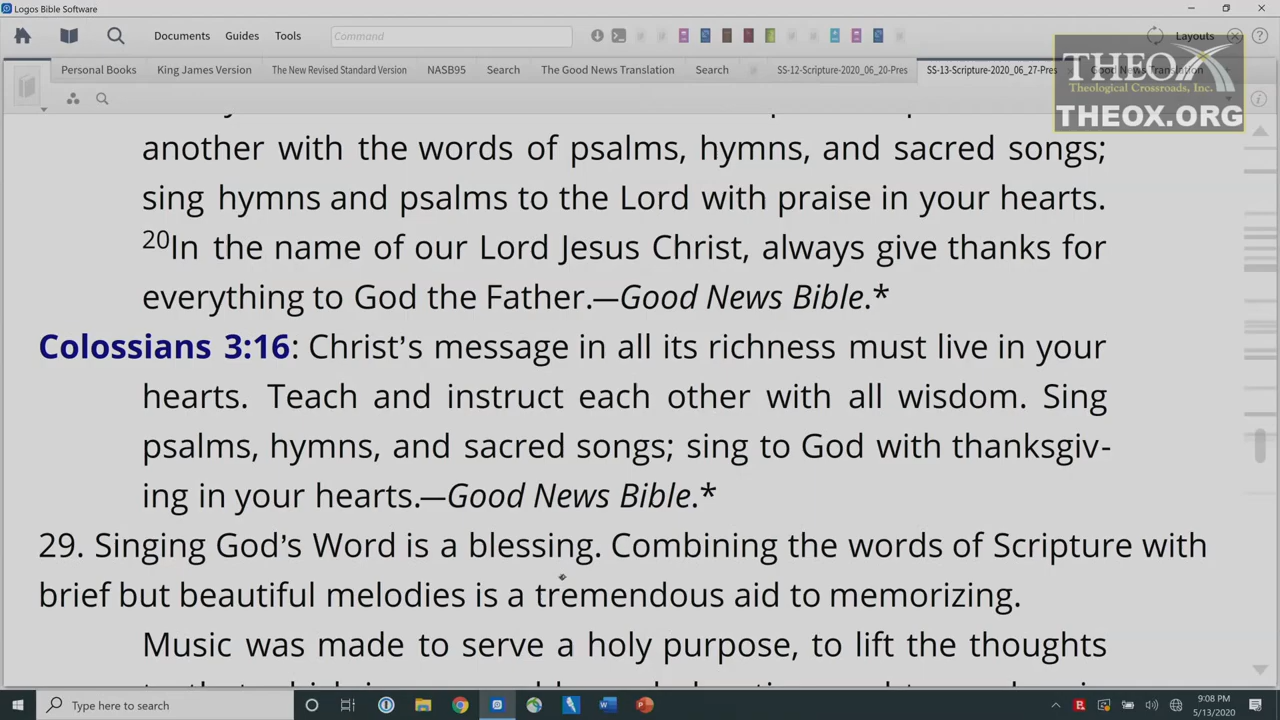 Logos Bible Software
Documents Guides Tools Command Layouts
Personal Books King James Version The New Revised Standard Version NASB95 Search The Good News Translation Search SS-12-Scripture-2020_06_20-Pres SS-13-Scripture-2020_06_27-Pres Good News Translation
THEOX
Theological Crossroads, Inc.
THEOX.ORG
another with the words of psalms, hymns, and sacred songs;
sing hymns and psalms to the Lord with praise in your hearts.
20In the name of our Lord Jesus Christ, always give thanks for
everything to God the Father.—Good News Bible.*
Colossians 3:16: Christ's message in all its richness must live in your
hearts. Teach and instruct each other with all wisdom. Sing
psalms, hymns, and sacred songs; sing to God with thanksgiv-
ing in your hearts.—Good News Bible.*
29. Singing God's Word is a blessing. Combining the words of Scripture with
brief but beautiful melodies is a tremendous aid to memorizing.
Music was made to serve a holy purpose, to lift the thoughts
Type here to search
9:08 PM
5/13/2020